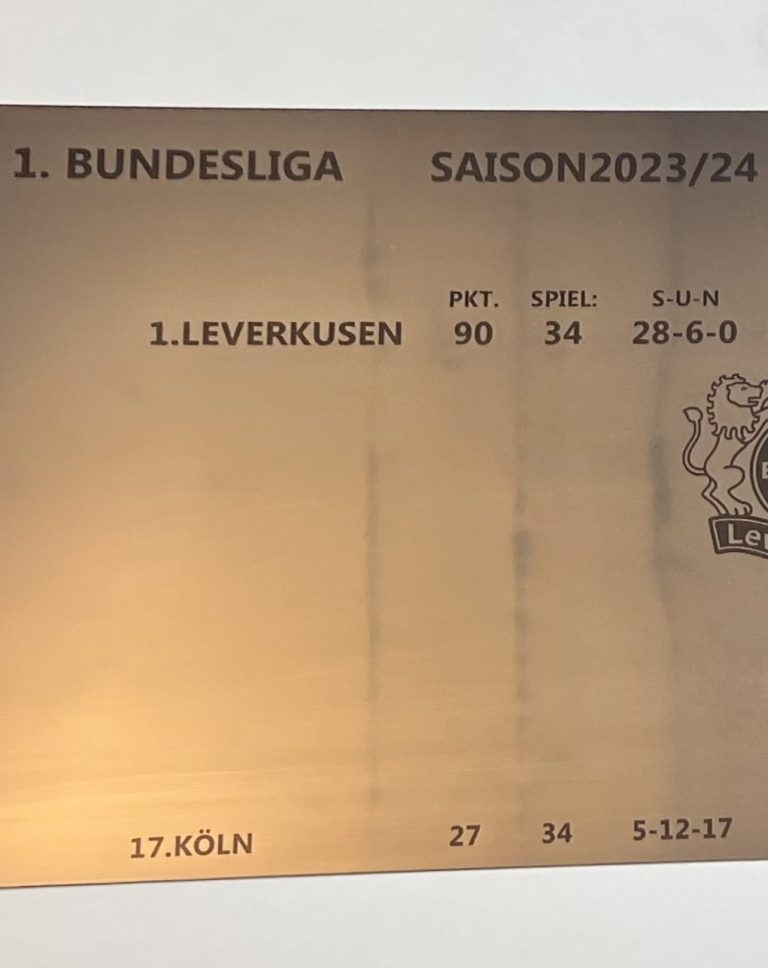 1. BUNDESLIGA SAISON2023/24
PKT. SPIEL: S-U-N
1.LEVERKUSEN 90 34 28-6-0
17.KÖLN 27 34 5-12-17